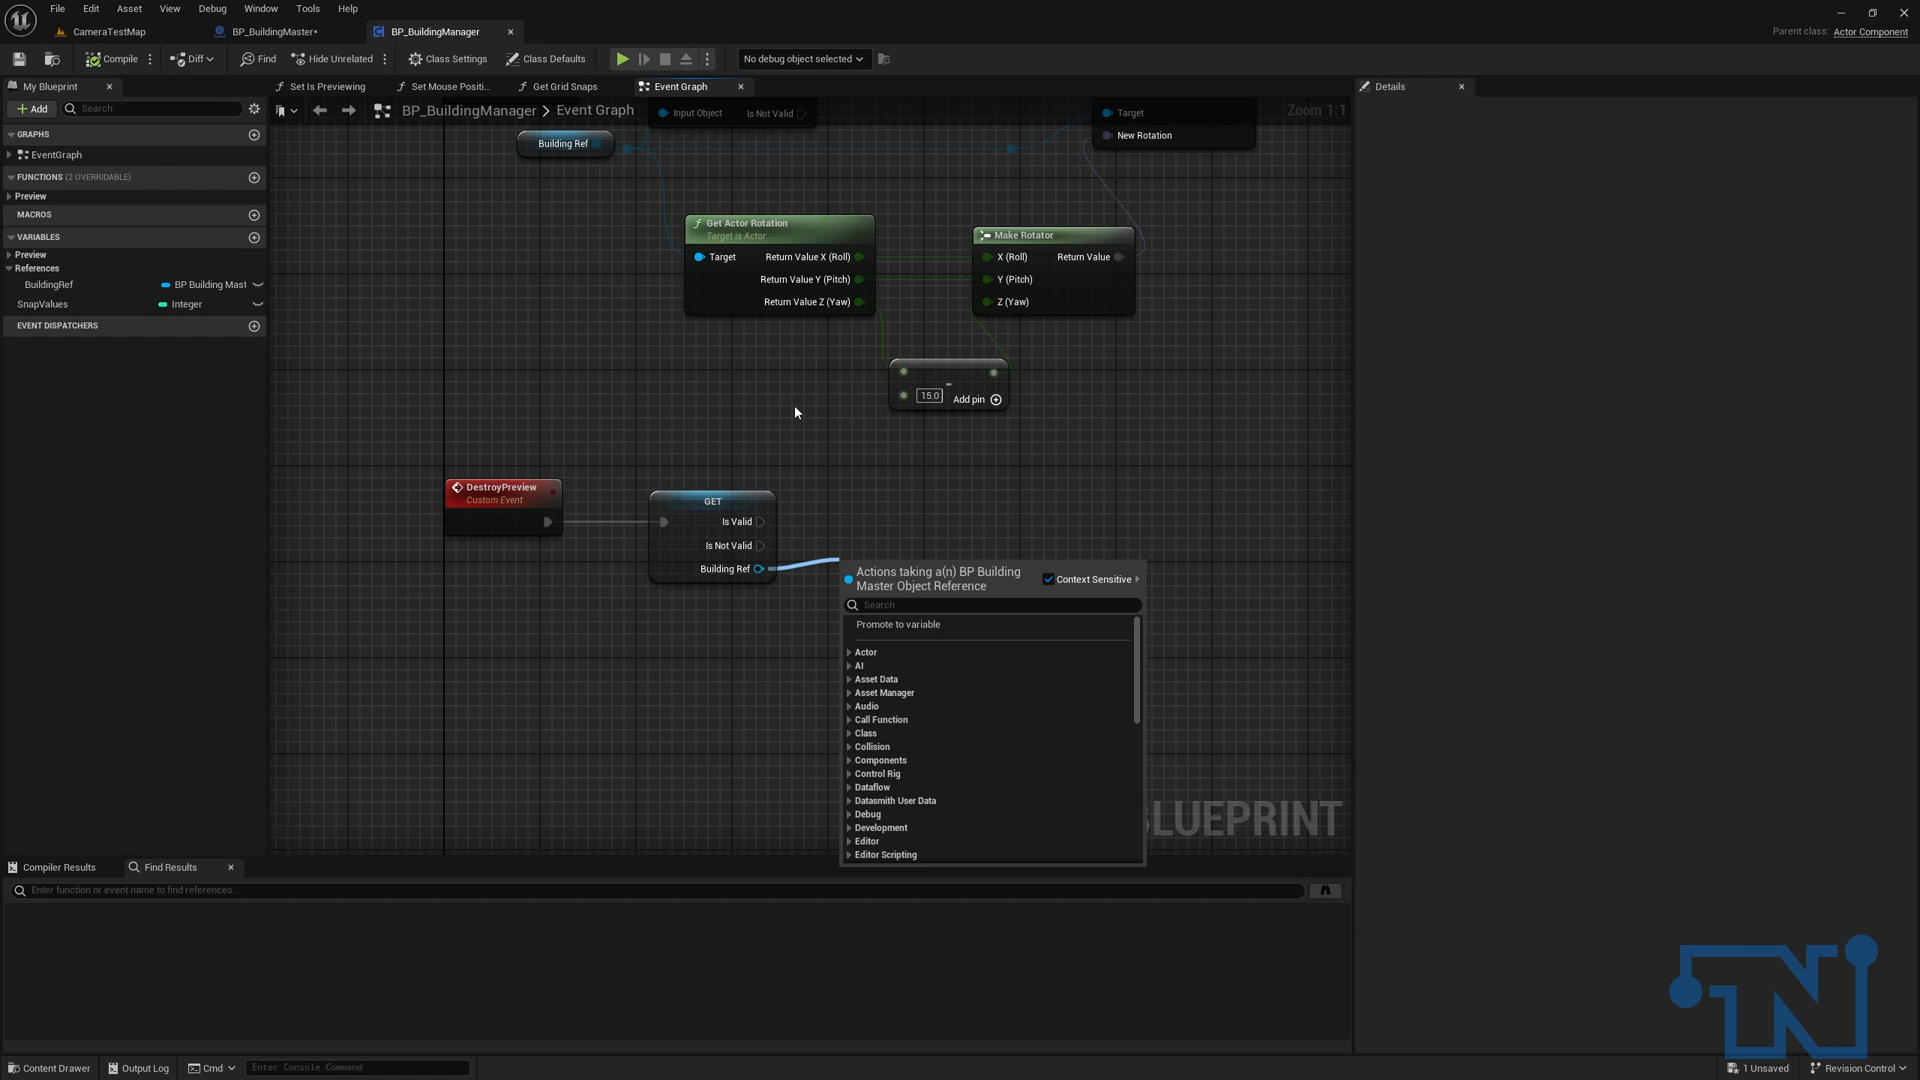 File Edit Asset View Debug Window Tools Help
CameraTestMap BP_BuildingMaster• BP_BuildingManager
Parent class: Actor Component
Compile Diff Find Hide Unrelated Class Settings Class Defaults No debug object selected
My Blueprint
Set Is Previewing Set Mouse Positi... Get Grid Snaps Event Graph
Details
Add Search
BP_BuildingManager > Event Graph
Zoom 1:1
GRAPHS
EventGraph
FUNCTIONS (2 OVERRIDABLE)
Preview
MACROS
VARIABLES
Preview
References
BuildingRef BP Building Mast
SnapValues Integer
EVENT DISPATCHERS
Input Object Is Not Valid
Target
New Rotation
Building Ref
Get Actor Rotation
Target is Actor
Target Return Value X (Roll)
Return Value Y (Pitch)
Return Value Z (Yaw)
Make Rotator
X (Roll) Return Value
Y (Pitch)
Z (Yaw)
-
15.0 Add pin
DestroyPreview
Custom Event
GET
Is Valid
Is Not Valid
Building Ref
Actions taking a(n) BP Building
Master Object Reference
Context Sensitive
Search
Promote to variable
Actor
AI
Asset Data
Asset Manager
Audio
Call Function
Class
Collision
Components
Control Rig
Dataflow
Datasmith User Data
Debug
Development
Editor
Editor Scripting
LUEPRINT
Compiler Results Find Results
Enter function or event name to find references...
Content Drawer Output Log Cmd Enter Console Command
1 Unsaved Revision Control